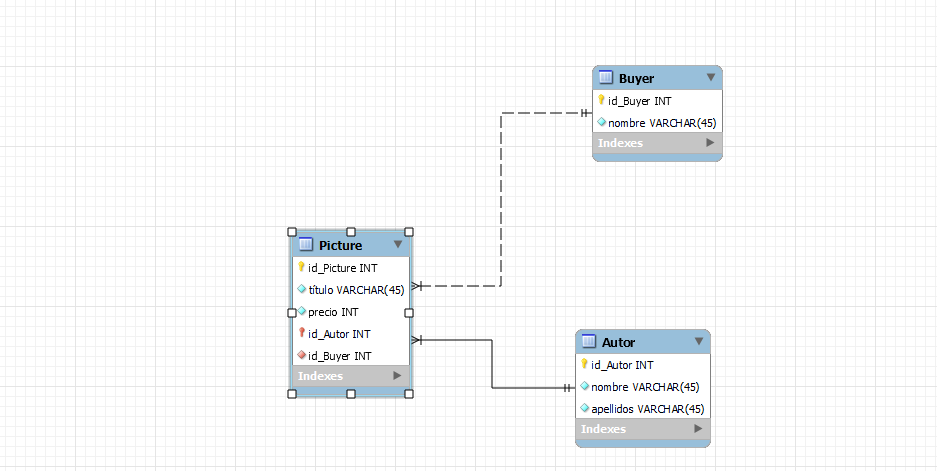 Buyer
id_Buyer INT
nombre VARCHAR(45)
Indexes
Picture
id_Picture INT
título VARCHAR(45)
precio INT
id_Autor INT
id_Buyer INT
Indexes
Autor
id_Autor INT
nombre VARCHAR(45)
apellidos VARCHAR(45)
Indexes